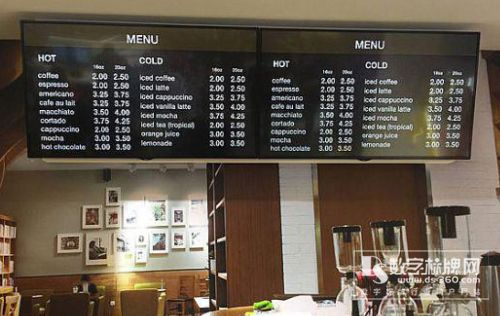 MENU
HOT 16oz 20oz COLD 16oz 20oz
coffee 2.00 2.50 iced coffee 2.00 2.50
espresso 2.00 2.50 iced latte 2.00 2.50
americano 3.25 3.75 iced cappuccino 3.25 3.75
cafe au lait 3.25 3.75 iced vanilla latte 3.50 4.00
macchiato 3.50 4.00 iced mocha 3.75 4.25
cortado 3.75 4.25 iced tea (tropical) 2.00 2.50
cappuccino 2.00 2.50 orange juice 3.00 3.50
mocha 3.00 3.50 lemonade 3.00 3.50
hot chocolate 3.00 3.50
MENU
HOT 16oz 20oz COLD 16oz 20oz
coffee 2.00 2.50 iced coffee 2.00 2.50
espresso 2.00 2.50 iced latte 2.00 2.50
americano 3.25 3.75 iced cappuccino 3.25 3.75
cafe au lait 3.25 3.75 iced vanilla latte 3.50 4.00
macchiato 3.50 4.00 iced mocha 3.75 4.25
cortado 3.75 4.25 iced tea (tropical) 2.00 2.50
cappuccino 2.00 2.50 orange juice 3.00 3.50
mocha 3.00 3.50 lemonade 3.00 3.50
hot chocolate 3.00 3.50
数字标牌网
www.ds-360.com